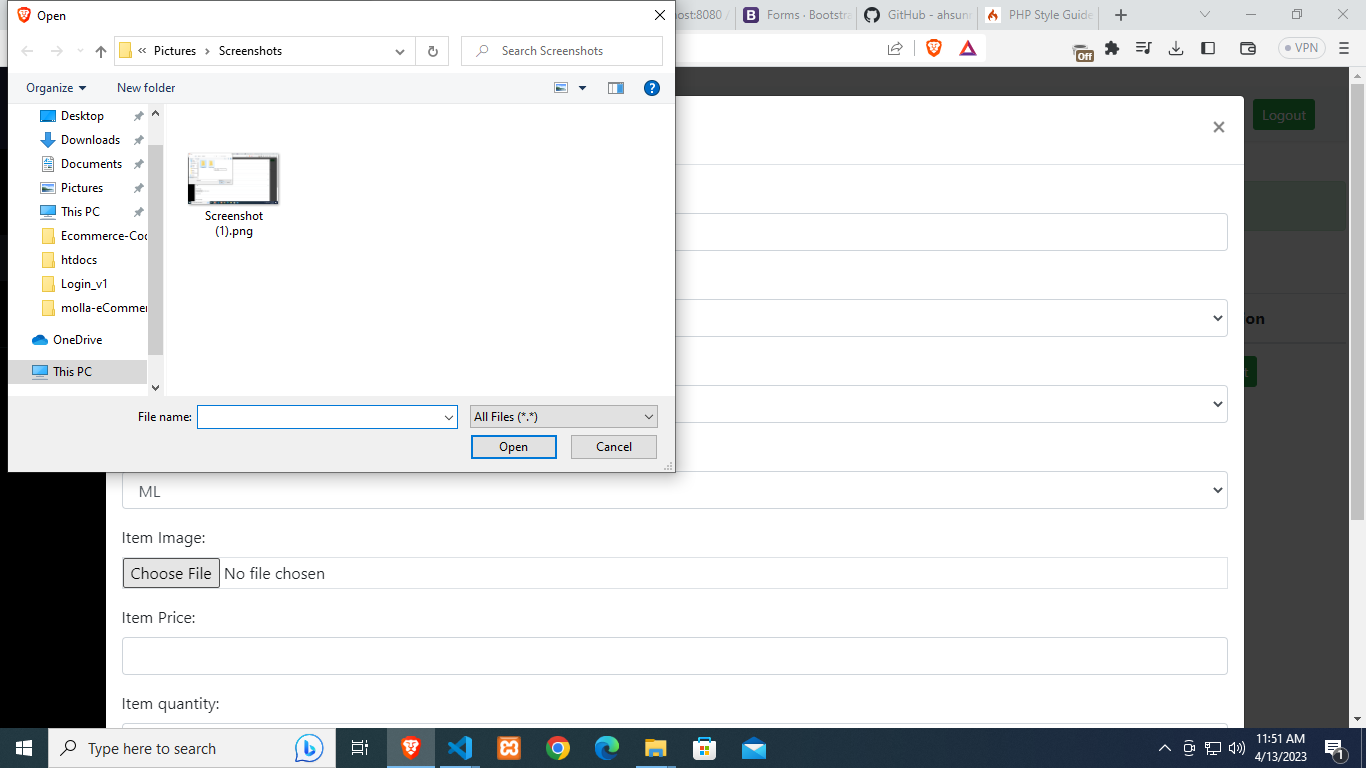 Open
ost:8080 /
Forms · Bootstra
GitHub - ahsunn
PHP Style Guide
Pictures
Screenshots
Search Screenshots
Off
VPN
Organize
New folder
Desktop
Downloads
Documents
Pictures
This PC
Ecommerce-Coc
htdocs
Login_v1
molla-eCommer
OneDrive
This PC
Screenshot
(1).png
File name:
All Files (*.*)
Open
Cancel
Logout
on
t
ML
Item Image:
Choose File No file chosen
Item Price:
Item quantity:
Type here to search
11:51 AM
4/13/2023
1